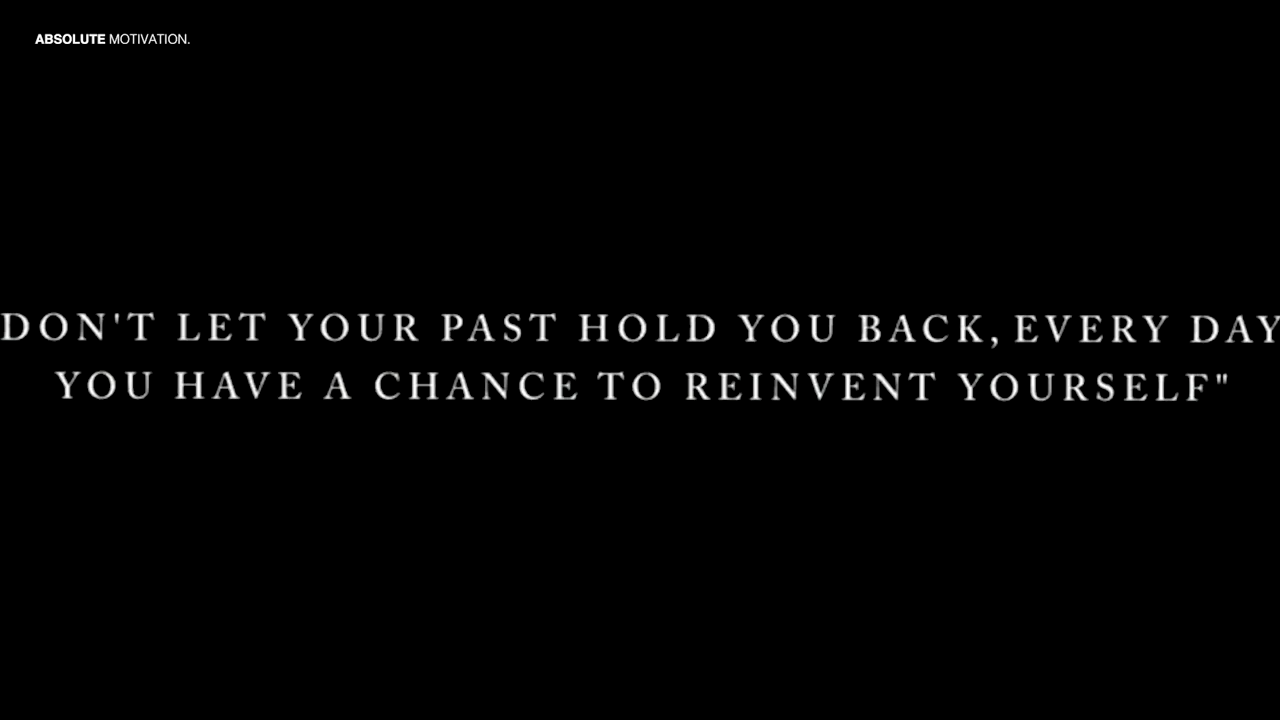 ABSOLUTE MOTIVATION.
DON'T LET YOUR PAST HOLD YOU BACK, EVERY DAY
YOU HAVE A CHANCE TO REINVENT YOURSELF"